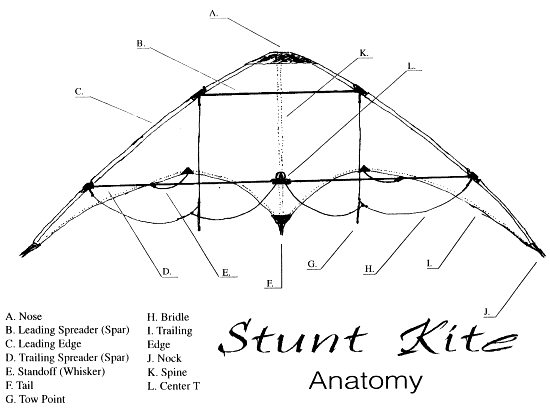 A.
B.
K.
L.
C.
D.
E.
F.
G.
H.
I.
J.
A. Nose
B. Leading Spreader (Spar)
C. Leading Edge
D. Trailing Spreader (Spar)
E. Standoff (Whisker)
F. Tail
G. Tow Point
H. Bridle
I. Trailing
Edge
J. Nock
K. Spine
L. Center T
Stunt Kite
Anatomy